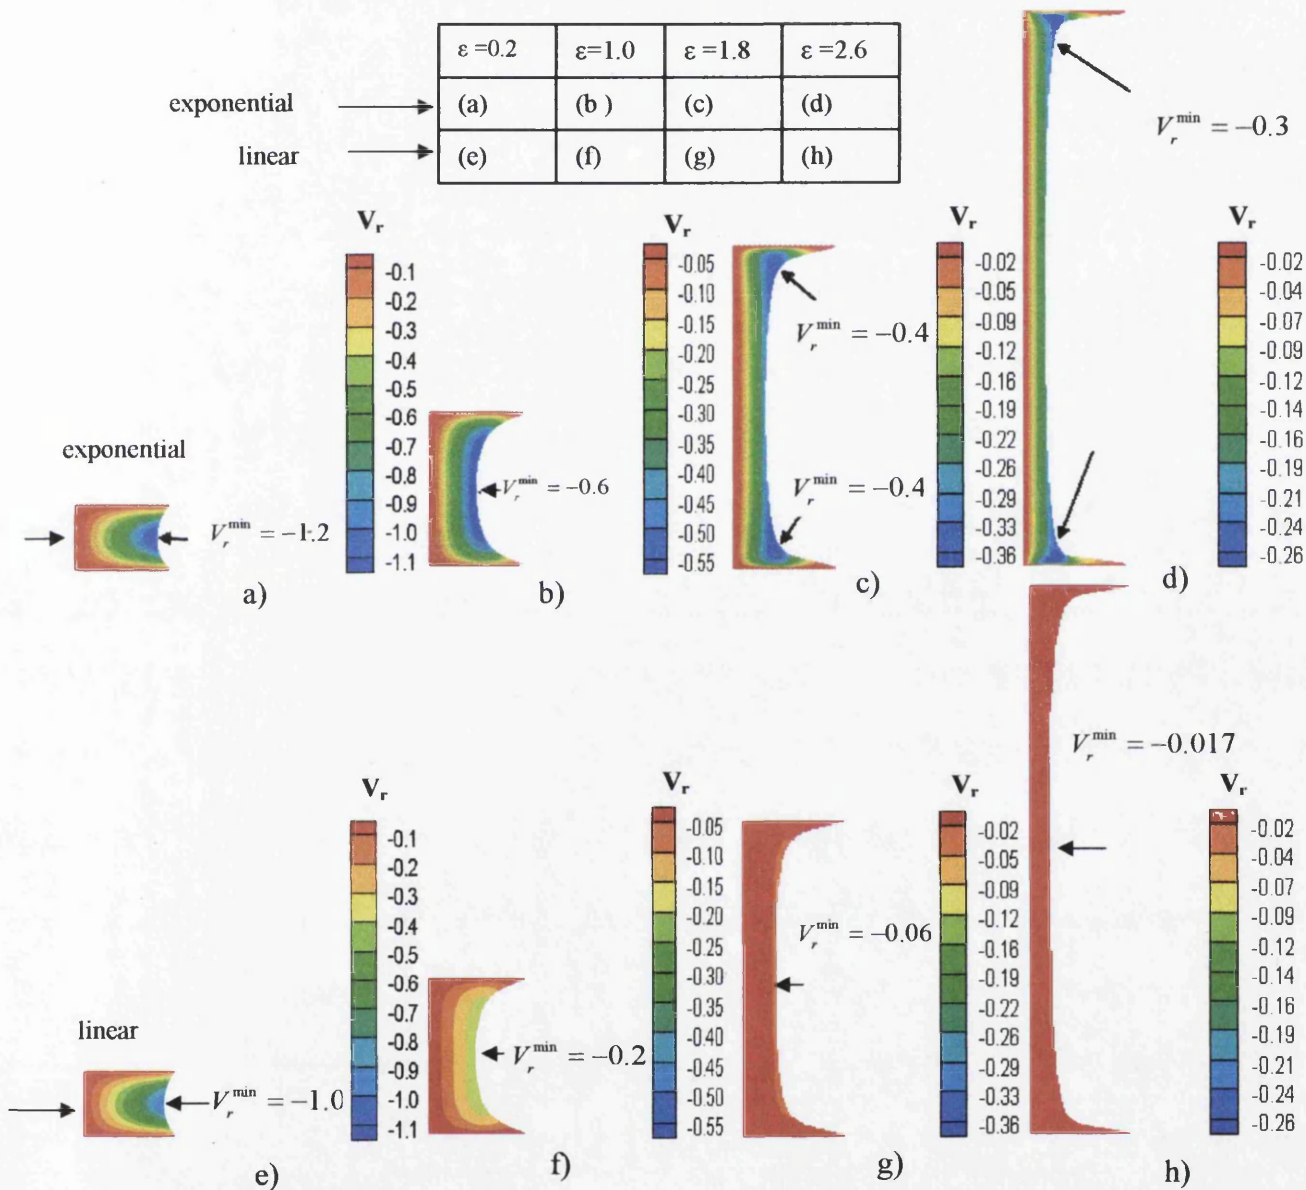 ε =0.2 ε=1.0 ε =1.8 ε =2.6
exponential (a) (b ) (c) (d)
linear (e) (f) (g) (h)
V_r^min = −0.3
V_r
-0.1
-0.2
-0.3
-0.4
-0.5
-0.6
-0.7
-0.8
-0.9
-1.0
-1.1
V_r
-0.05
-0.10
-0.15
-0.20
-0.25
-0.30
-0.35
-0.40
-0.45
-0.50
-0.55
V_r^min = −0.4
V_r^min = −0.4
V_r
-0.02
-0.05
-0.09
-0.12
-0.16
-0.19
-0.22
-0.26
-0.29
-0.33
-0.36
V_r
-0.02
-0.04
-0.07
-0.09
-0.12
-0.14
-0.16
-0.19
-0.21
-0.24
-0.26
exponential
V_r^min = −1.2
V_r^min = −0.6
a)
b)
c)
d)
V_r^min = −0.017
V_r
-0.1
-0.2
-0.3
-0.4
-0.5
-0.6
-0.7
-0.8
-0.9
-1.0
-1.1
V_r
-0.05
-0.10
-0.15
-0.20
-0.25
-0.30
-0.35
-0.40
-0.45
-0.50
-0.55
V_r^min = −0.06
V_r
-0.02
-0.05
-0.09
-0.12
-0.16
-0.19
-0.22
-0.26
-0.29
-0.33
-0.36
V_r
-0.02
-0.04
-0.07
-0.09
-0.12
-0.14
-0.16
-0.19
-0.21
-0.24
-0.26
linear
V_r^min = −1.0
V_r^min = −0.2
e)
f)
g)
h)